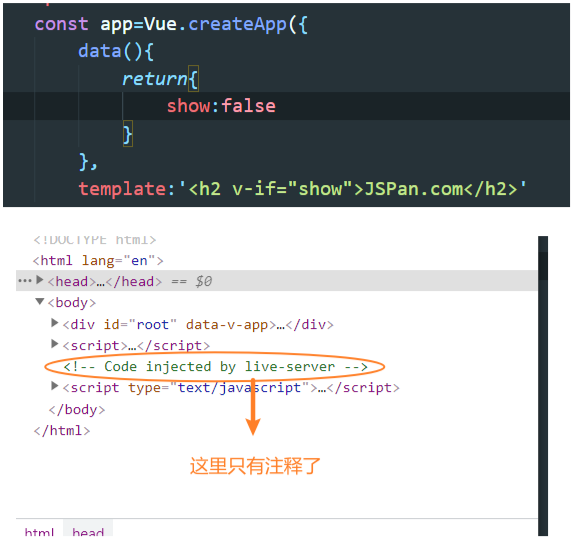 const app=Vue.createApp({
data(){
return{
show:false
}
},
template:'<h2 v-if="show">JSPan.com</h2>'
<!DOCTYPE html>
<html lang="en">
<head>…</head> == $0
<body>
<div id="root" data-v-app>…</div>
<script>…</script>
<!-- Code injected by live-server -->
<script type="text/javascript">…</script>
</body>
</html>
这里只有注释了
html head